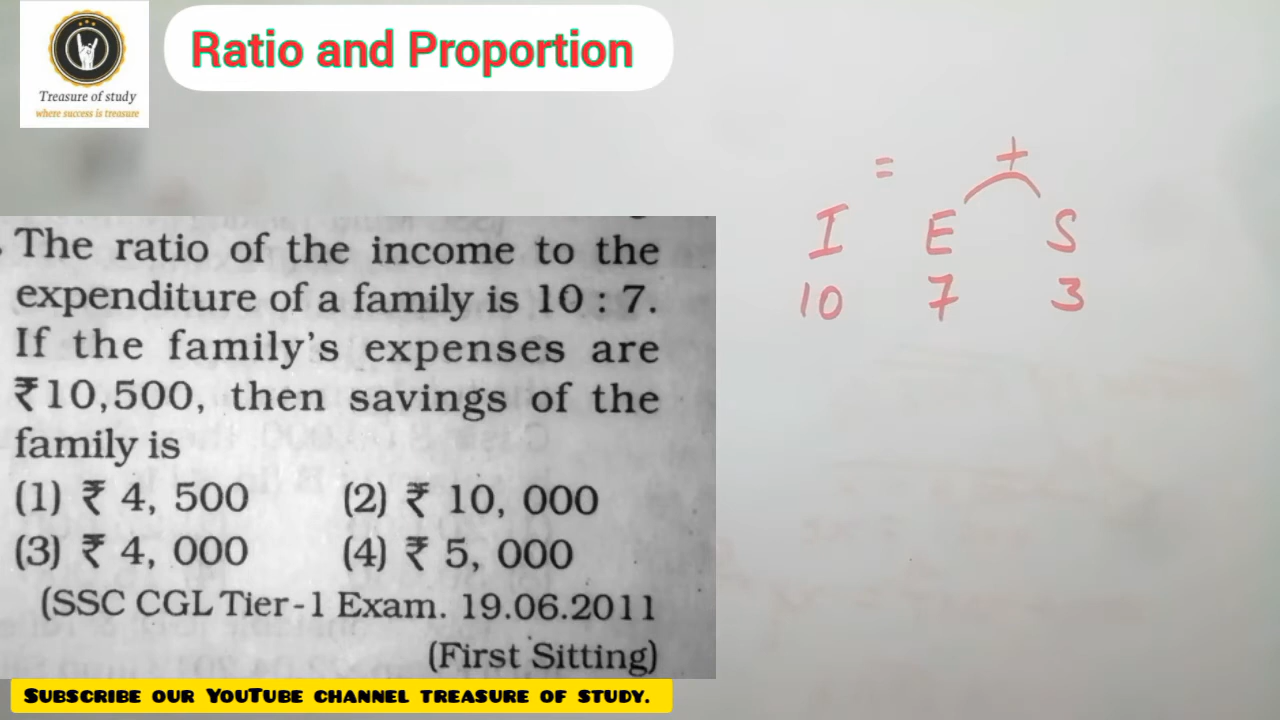 Ratio and Proportion
Treasure of study
where success is treasure
The ratio of the income to the
expenditure of a family is 10 : 7.
If the family's expenses are
₹10,500, then savings of the
family is
(1) ₹ 4, 500 (2) ₹ 10, 000
(3) ₹ 4, 000 (4) ₹ 5, 000
(SSC CGL Tier-1 Exam. 19.06.2011
(First Sitting)
= +
I E S
10 7 3
SUBSCRIBE OUR YOUTUBE CHANNEL TREASURE OF STUDY.